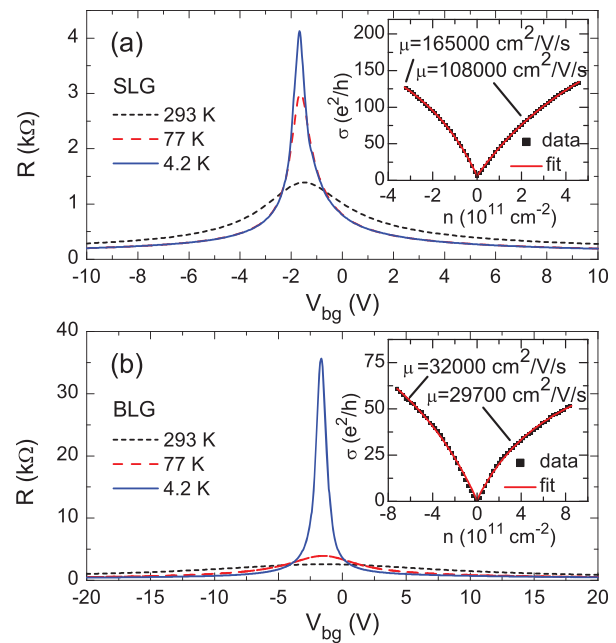 (a)
SLG
293 K
77 K
4.2 K
R (kΩ)
4
3
2
1
0
-10 -8 -6 -4 -2 0 2 4 6 8 10
V_bg (V)
μ=165000 cm²/V/s
μ=108000 cm²/V/s
σ (e²/h)
200
150
100
50
0
data
fit
-4 -2 0 2 4
n (10¹¹ cm⁻²)
(b)
BLG
293 K
77 K
4.2 K
R (kΩ)
40
30
20
10
0
-20 -15 -10 -5 0 5 10 15 20
V_bg (V)
μ=32000 cm²/V/s
μ=29700 cm²/V/s
σ (e²/h)
75
50
25
0
data
fit
-8 -4 0 4 8
n (10¹¹ cm⁻²)